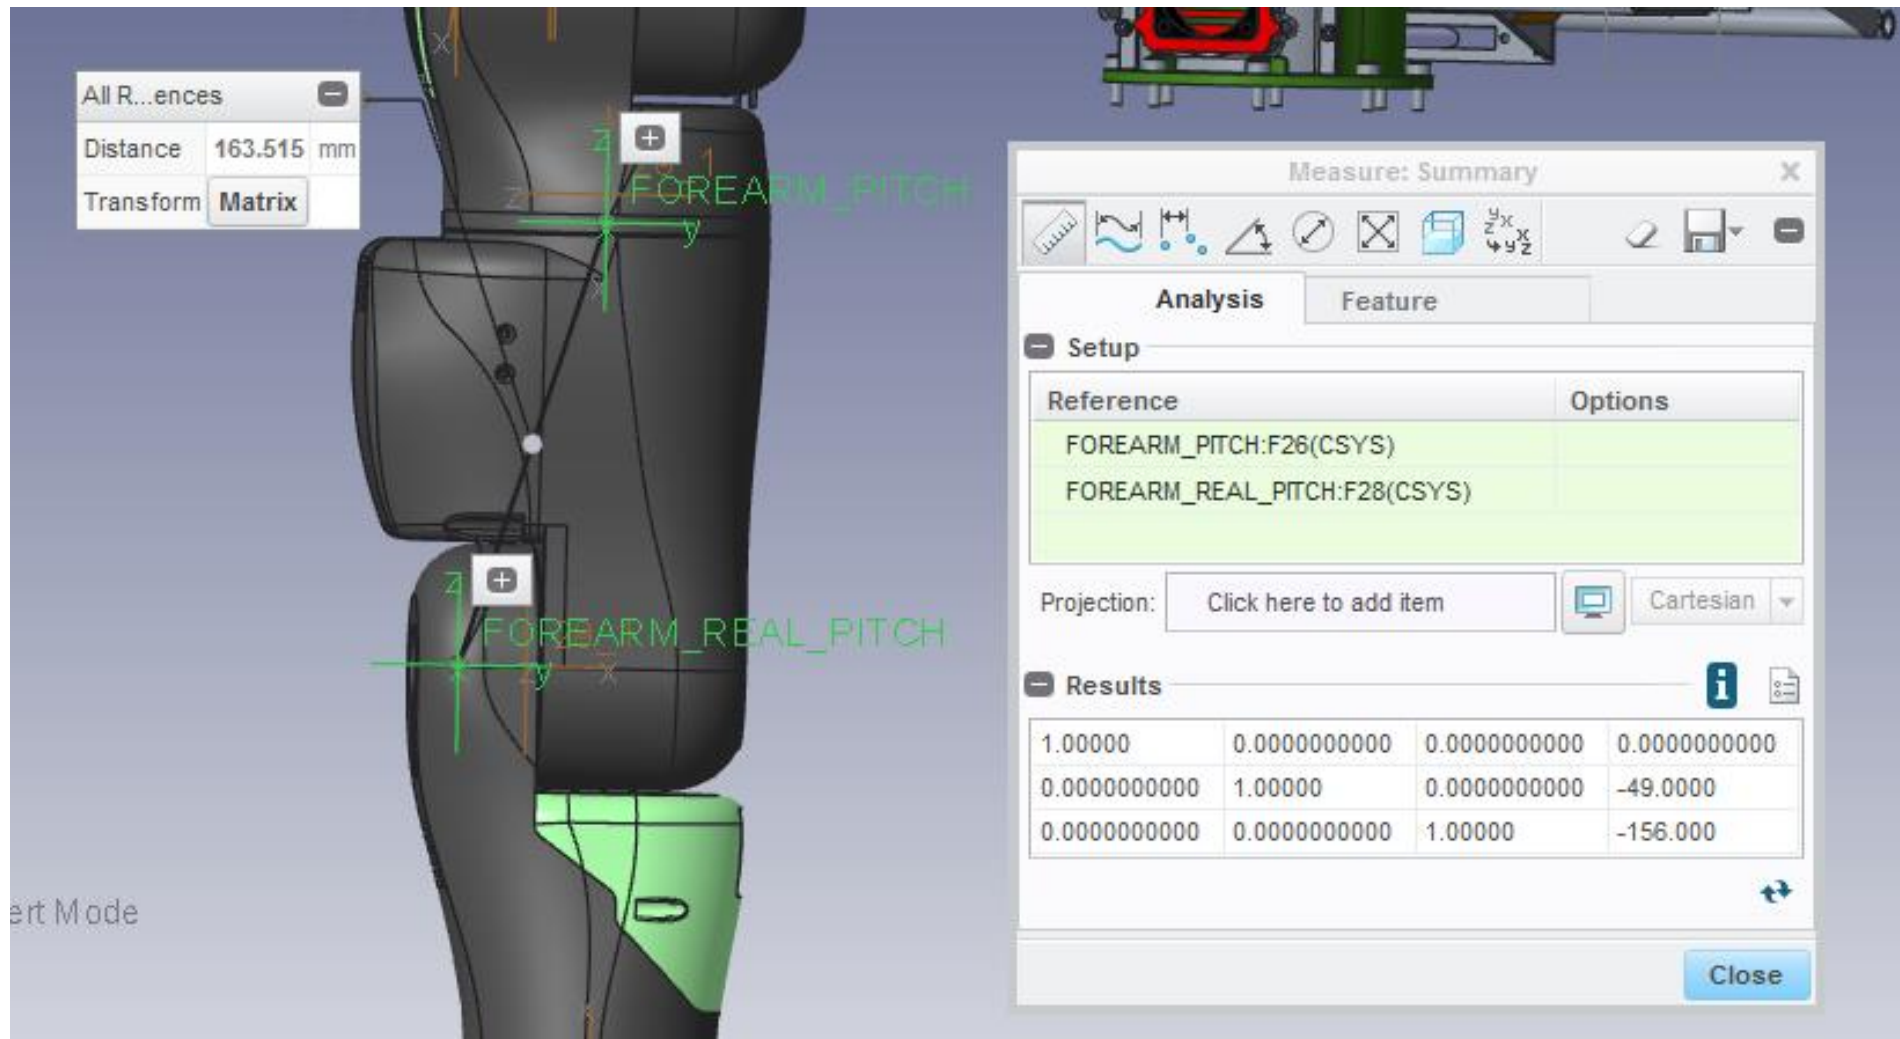 All R...ences
Distance 163.515 mm
Transform Matrix
z
FOREARM_PITCH
y
x
z
FOREARM_REAL_PITCH
y
x
ert Mode
Measure: Summary
Analysis Feature
Setup
Reference Options
FOREARM_PITCH:F26(CSYS)
FOREARM_REAL_PITCH:F28(CSYS)
Projection: Click here to add item Cartesian
Results
1.00000 0.0000000000 0.0000000000 0.0000000000
0.0000000000 1.00000 0.0000000000 -49.0000
0.0000000000 0.0000000000 1.00000 -156.000
Close